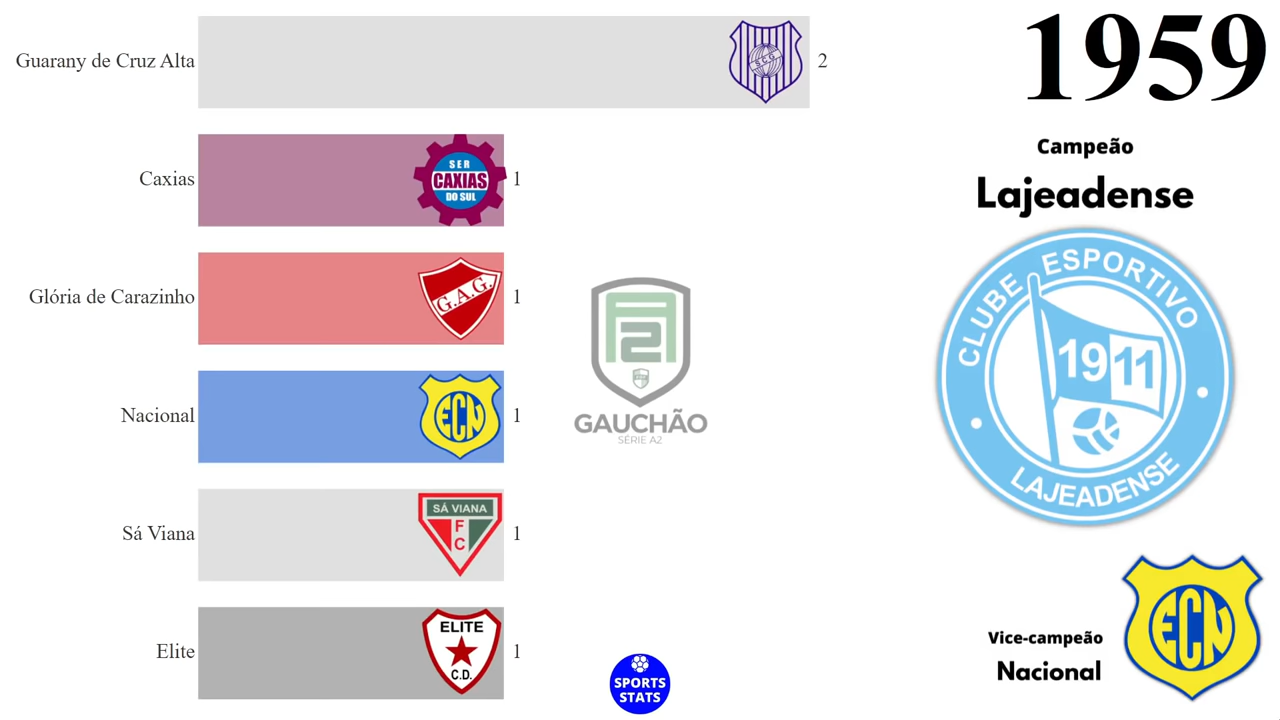 Guarany de Cruz Alta
SCG
2
Caxias
SER
CAXIAS
DO SUL
1
Glória de Carazinho
G.A.G.
1
Nacional
ECN
1
Sá Viana
SÁ VIANA
F
C
1
Elite
ELITE
C.D.
1
A2
GAUCHÃO
SÉRIE A2
SPORTS
STATS
1959
Campeão
Lajeadense
CLUBE ESPORTIVO
1911
LAJEADENSE
Vice-campeão
Nacional
ECN